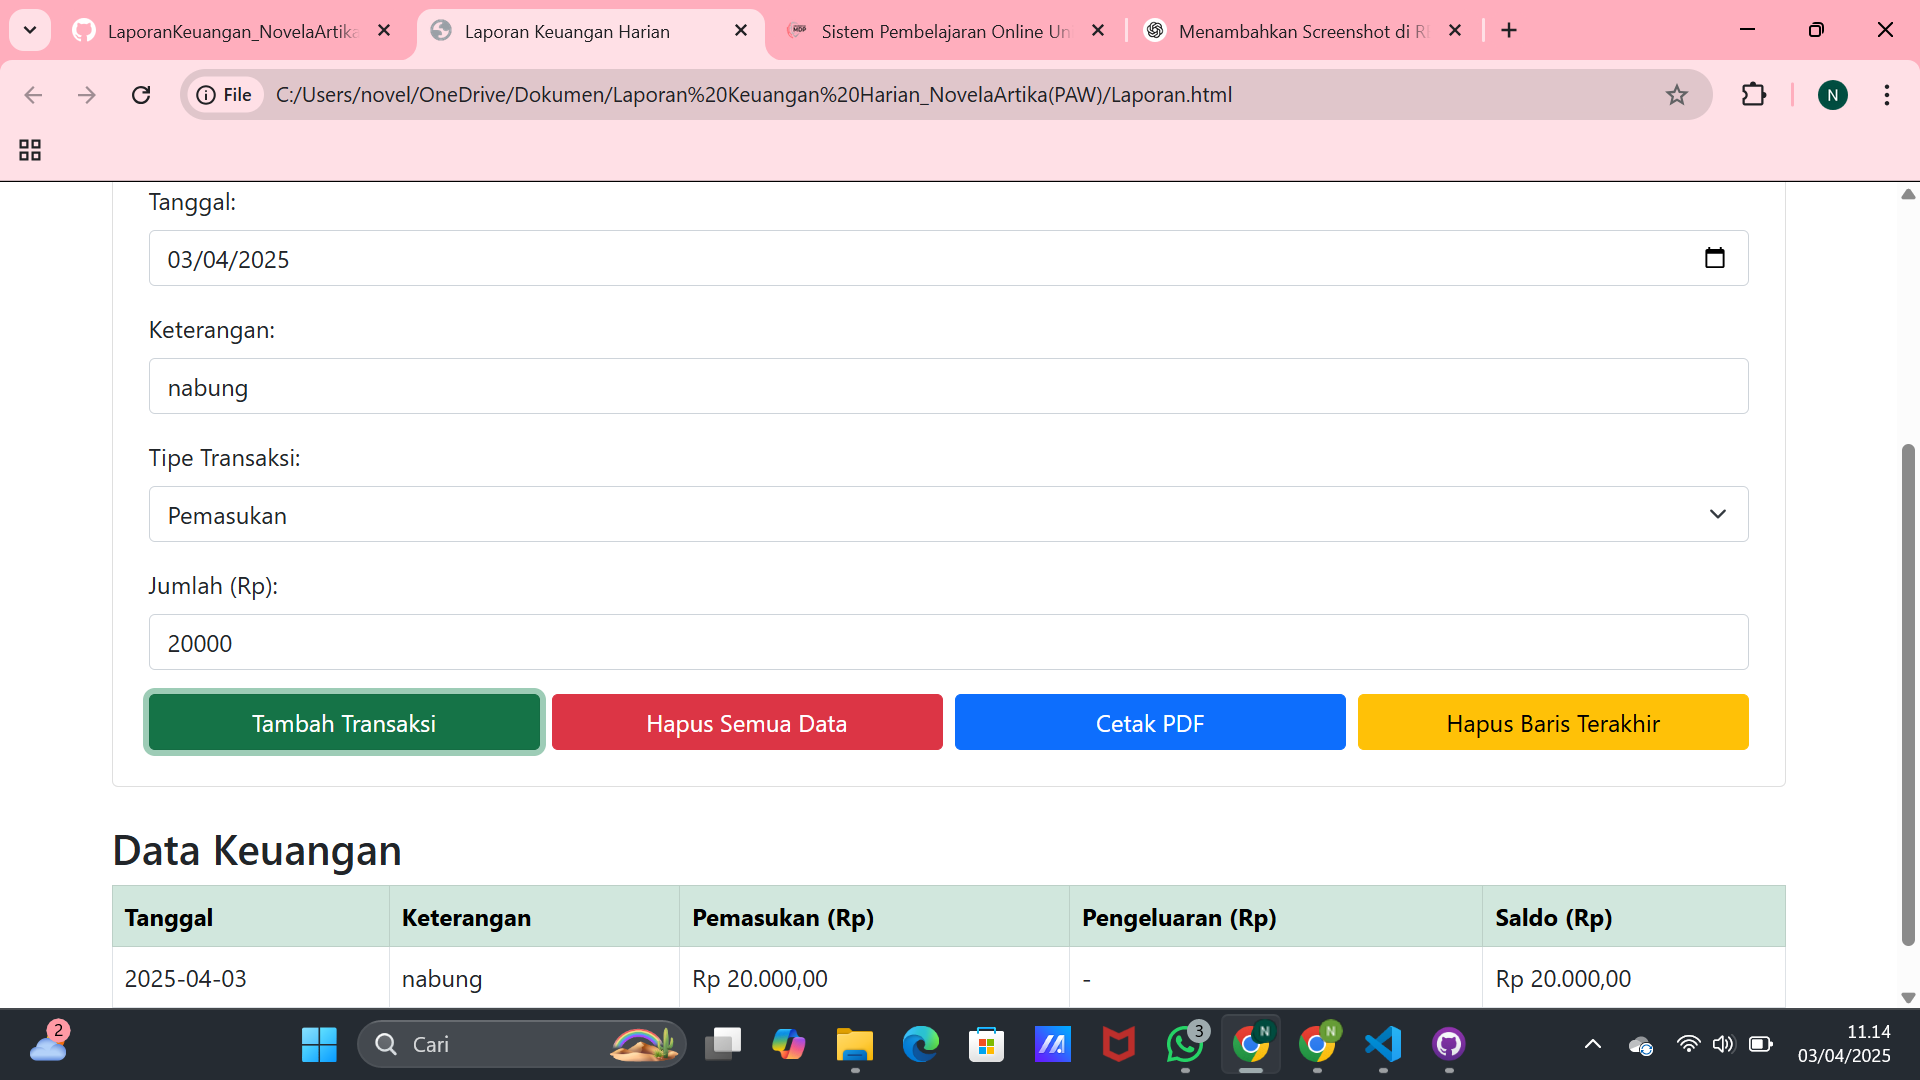 LaporanKeuangan_NovelaArtika
Laporan Keuangan Harian
MDP
Sistem Pembelajaran Online Un
Menambahkan Screenshot di RE
File
C:/Users/novel/OneDrive/Dokumen/Laporan%20Keuangan%20Harian_NovelaArtika(PAW)/Laporan.html
N
Tanggal:
03/04/2025
Keterangan:
nabung
Tipe Transaksi:
Pemasukan
Jumlah (Rp):
20000
Tambah Transaksi
Hapus Semua Data
Cetak PDF
Hapus Baris Terakhir
Data Keuangan
Tanggal
Keterangan
Pemasukan (Rp)
Pengeluaran (Rp)
Saldo (Rp)
2025-04-03
nabung
Rp 20.000,00
-
Rp 20.000,00
2
Cari
3
N
N
11.14
03/04/2025